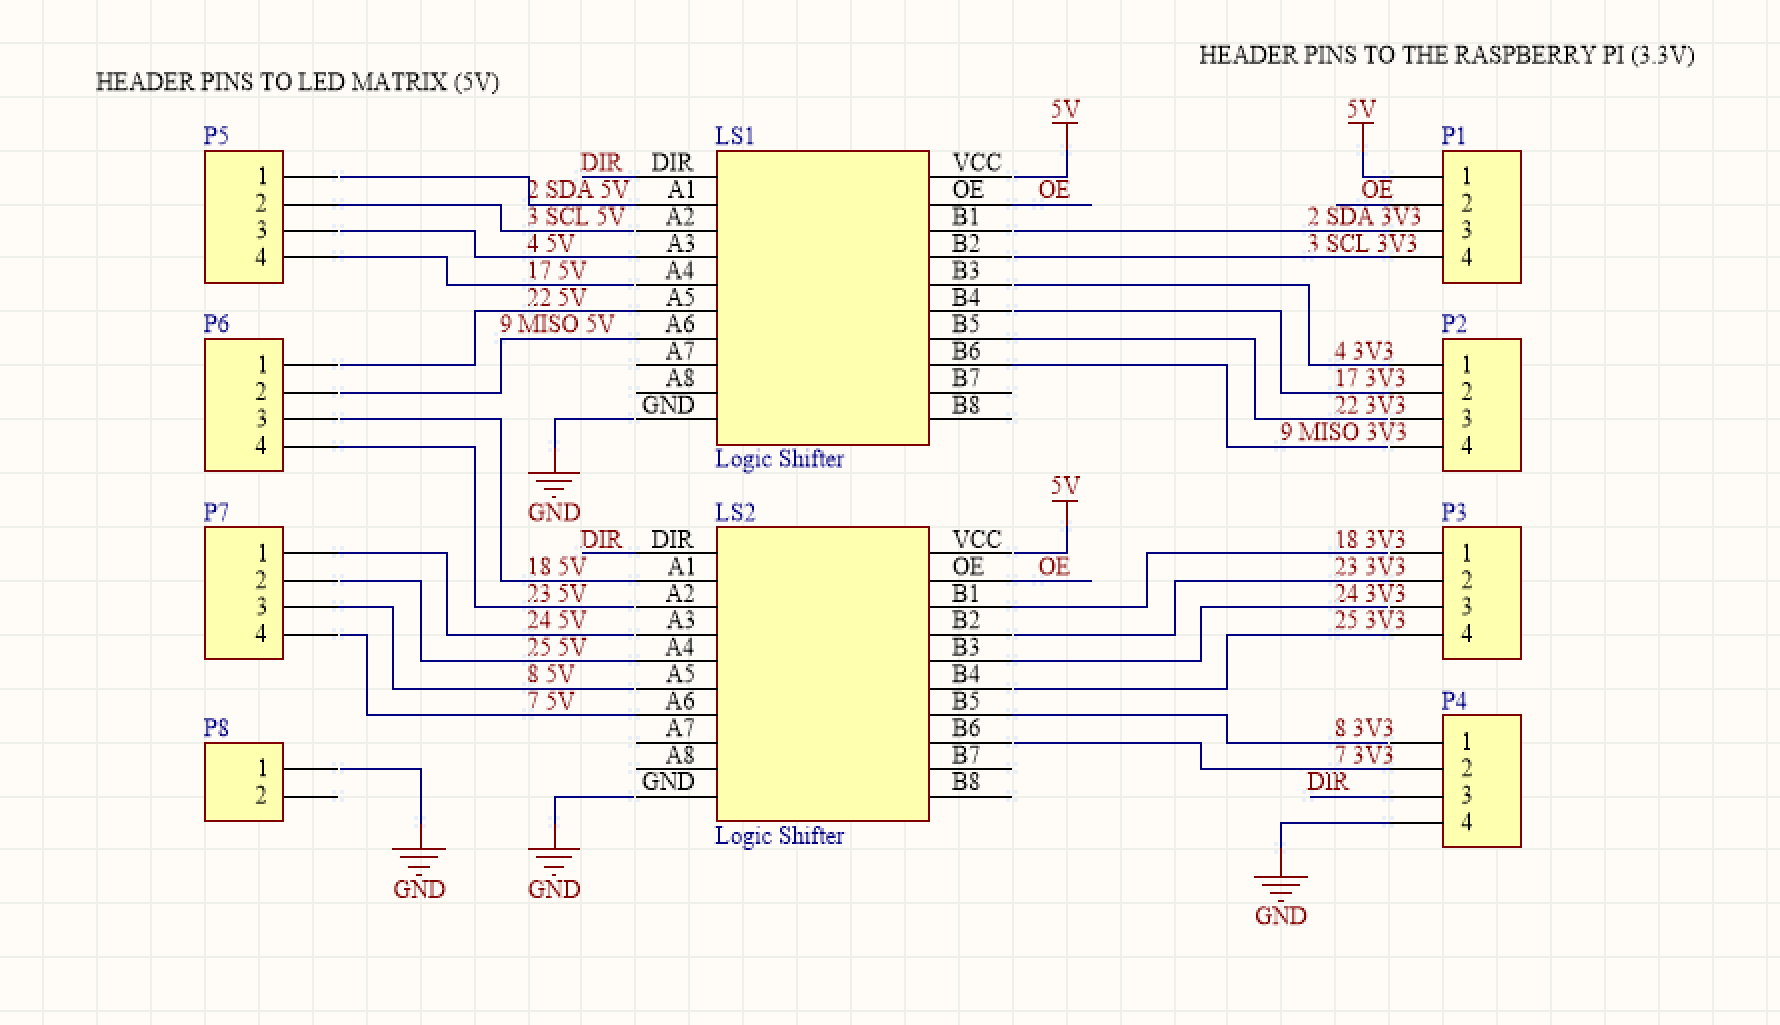 HEADER PINS TO THE RASPBERRY PI (3.3V)
HEADER PINS TO LED MATRIX (5V)
P5
1
2
3
4
P6
1
2
3
4
P7
1
2
3
4
P8
1
2
GND
LS1
DIR DIR
2 SDA 5V A1
3 SCL 5V A2
4 5V A3
17 5V A4
22 5V A5
9 MISO 5V A6
A7
A8
GND
GND
5V
VCC
OE OE
B1
B2
B3
B4
B5
B6
B7
B8
Logic Shifter
LS2
DIR DIR
18 5V A1
23 5V A2
24 5V A3
25 5V A4
8 5V A5
7 5V A6
A7
A8
GND
GND
5V
VCC
OE OE
B1
B2
B3
B4
B5
B6
B7
B8
Logic Shifter
5V
P1
1
OE 2
2 SDA 3V3 3
3 SCL 3V3 4
P2
4 3V3 1
17 3V3 2
22 3V3 3
9 MISO 3V3 4
P3
18 3V3 1
23 3V3 2
24 3V3 3
25 3V3 4
P4
8 3V3 1
7 3V3 2
DIR 3
4
GND